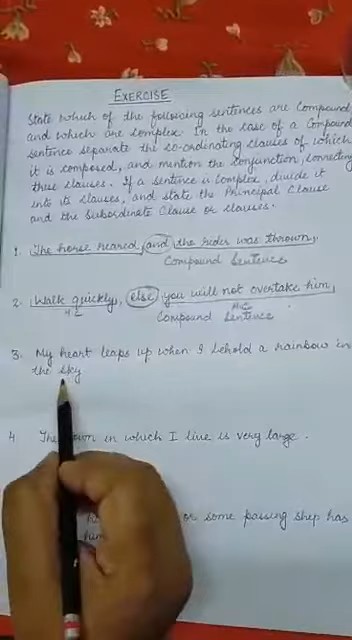 EXERCISE
State which of the following sentences are Compound
and which are complex. In the case of a Compound
sentence separate the co-ordinating clauses of which
it is composed, and mention the conjunction, connecting
these clauses. If a sentence is Complex, divide it
into its clauses, and state the Principal Clause
and the Subordinate Clause or clauses.
1. The horse reared, and the rider was thrown,
Compound Sentence
2. Walk quickly, else you will not overtake him,
M.C M.C
Compound Sentence
3. My heart leaps up when I behold a rainbow in
the sky
4. The town in which I live is very large.
or some passing ship has